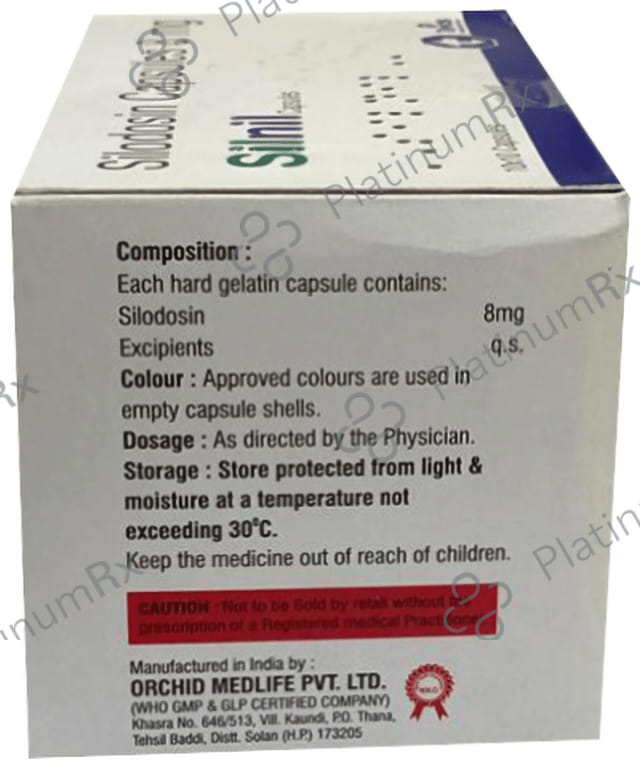 Silodosin Capsules 8mg
Silnil
Capsules
10x10 Capsules
Composition :
Each hard gelatin capsule contains:
Silodosin 8mg
Excipients q.s.
Colour : Approved colours are used in
empty capsule shells.
Dosage : As directed by the Physician.
Storage : Store protected from light &
moisture at a temperature not
exceeding 30°C.
Keep the medicine out of reach of children.
CAUTION : Not to be Sold by retail without the
prescription of a Registered medical Practitioner.
Manufactured in India by :
ORCHID MEDLIFE PVT. LTD.
(WHO GMP & GLP CERTIFIED COMPANY)
Khasra No. 646/513, Vill. Kaundi, P.O. Thana,
Tehsil Baddi, Distt. Solan (H.P.) 173205
PlatinumRx
PlatinumRx
PlatinumRx